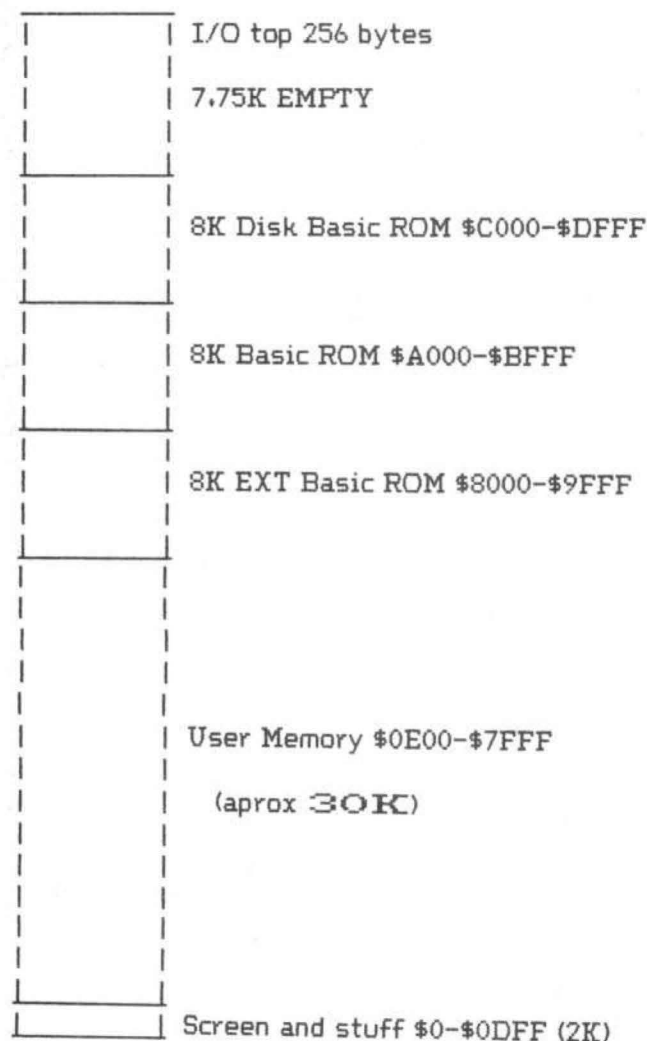 I/O top 256 bytes
7.75K EMPTY
8K Disk Basic ROM $C000-$DFFF
8K Basic ROM $A000-$BFFF
8K EXT Basic ROM $8000-$9FFF
User Memory $0E00-$7FFF
(aprox 30K)
Screen and stuff $0-$0DFF (2K)